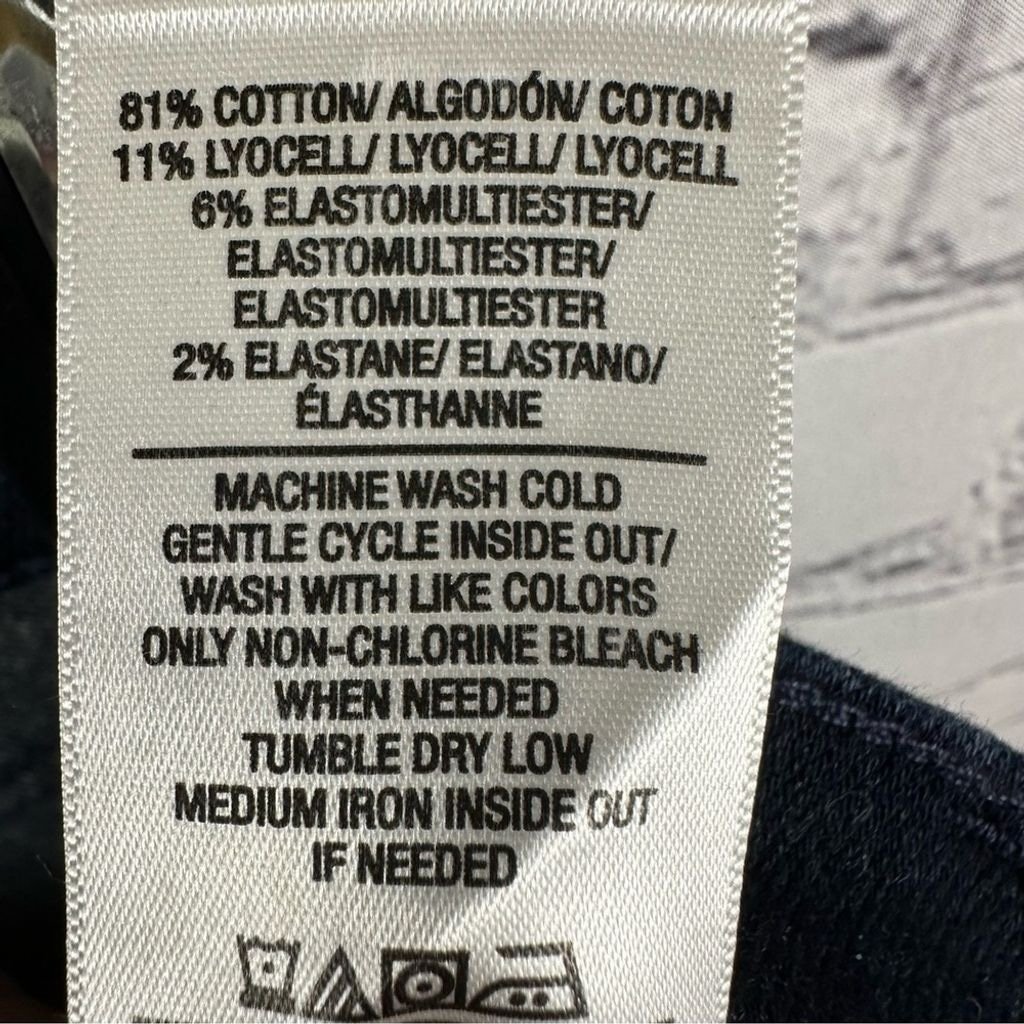 81% COTTON/ ALGODÓN/ COTON
11% LYOCELL/ LYOCELL/ LYOCELL
6% ELASTOMULTIESTER/
ELASTOMULTIESTER/
ELASTOMULTIESTER
2% ELASTANE/ ELASTANO/
ÉLASTHANNE
MACHINE WASH COLD
GENTLE CYCLE INSIDE OUT/
WASH WITH LIKE COLORS
ONLY NON-CHLORINE BLEACH
WHEN NEEDED
TUMBLE DRY LOW
MEDIUM IRON INSIDE OUT
IF NEEDED